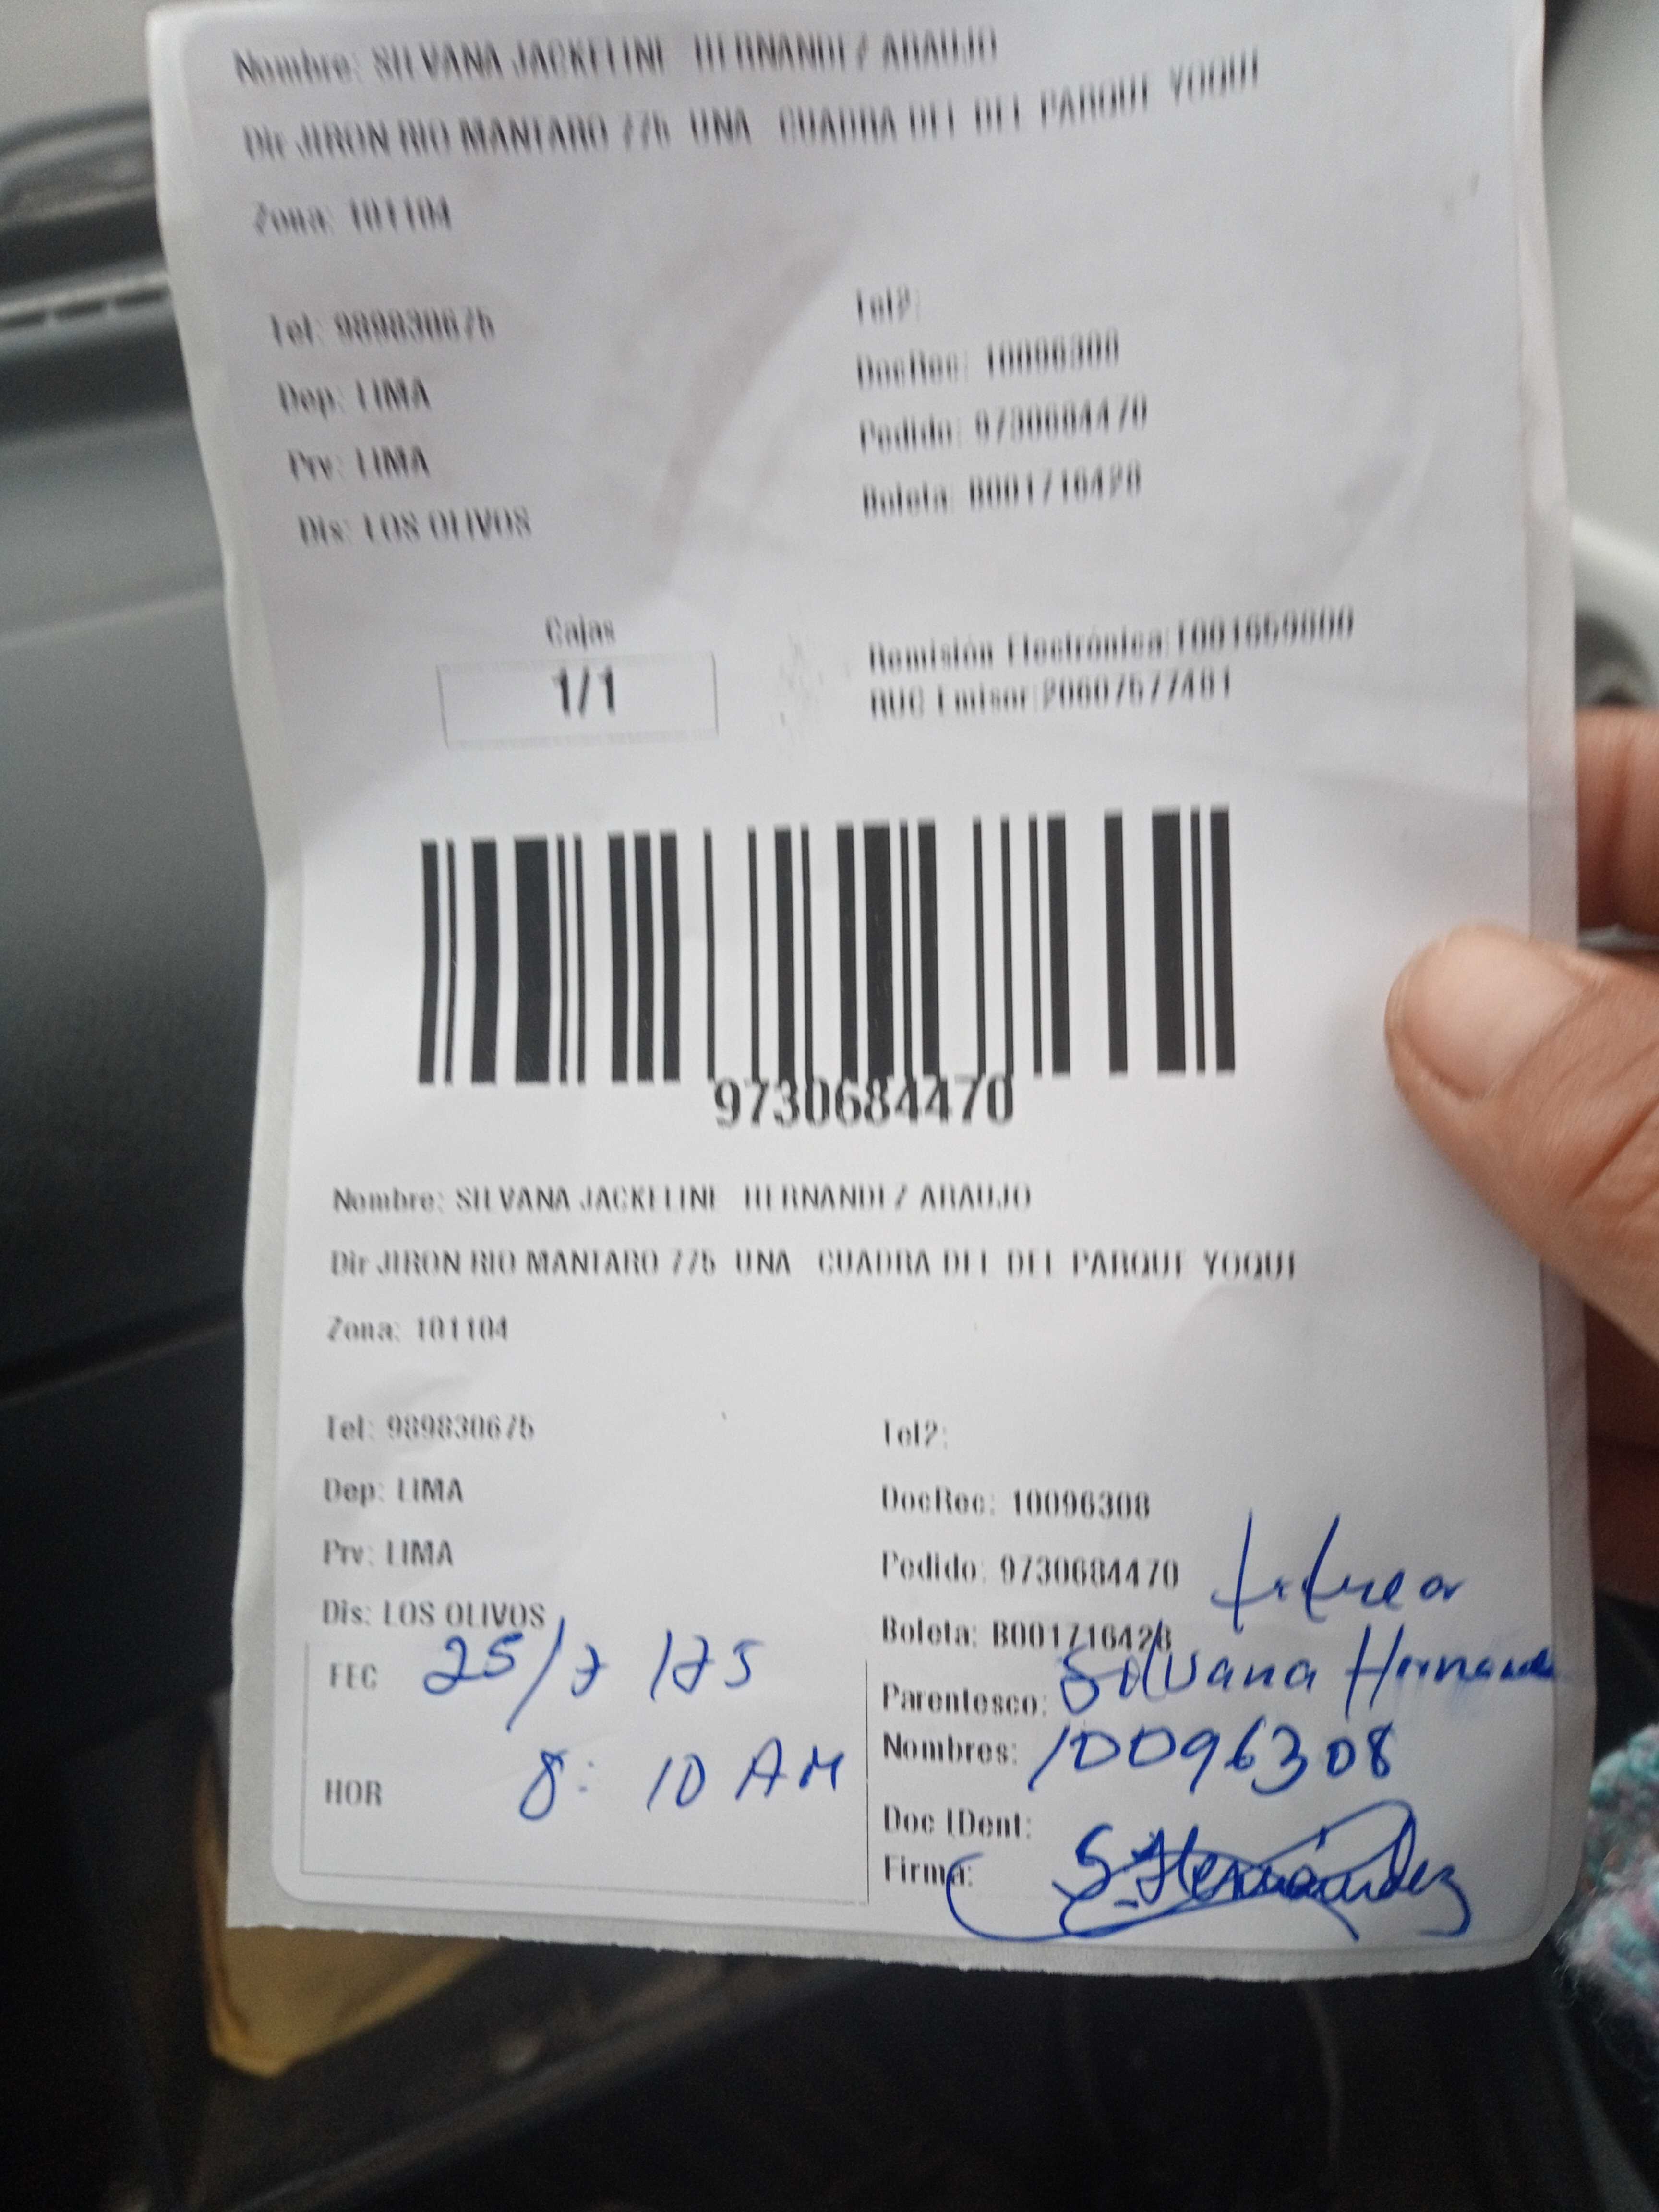 Nombre: SILVANA JACKELINE HERNANDEZ ARAUJO
Dir JIRON RIO MANTARO 775 UNA CUADRA DEL DEL PARQUE YOQUI
Zona: 101104
Tel: 989830675
Tel2:
Dep: LIMA
DocRec: 10096308
Prv: LIMA
Pedido: 9730684470
Dis: LOS OLIVOS
Boleta: B001716428
Cajas
1/1
Remisión Electrónica:T001659800
RUC Emisor:20607577481
9730684470
Nombre: SILVANA JACKELINE HERNANDEZ ARAUJO
Dir JIRON RIO MANTARO 775 UNA CUADRA DEL DEL PARQUE YOQUI
Zona: 101104
Tel: 989830675
Tel2:
Dep: LIMA
DocRec: 10096308
Prv: LIMA
Pedido: 9730684470
Dis: LOS OLIVOS
Boleta: B001716428
FEC 25/7/25
Parentesco: Silvana Hernandez
Nombres: 10096308
HOR 8:10 AM
Doc IDent:
Firma: S. Hernández